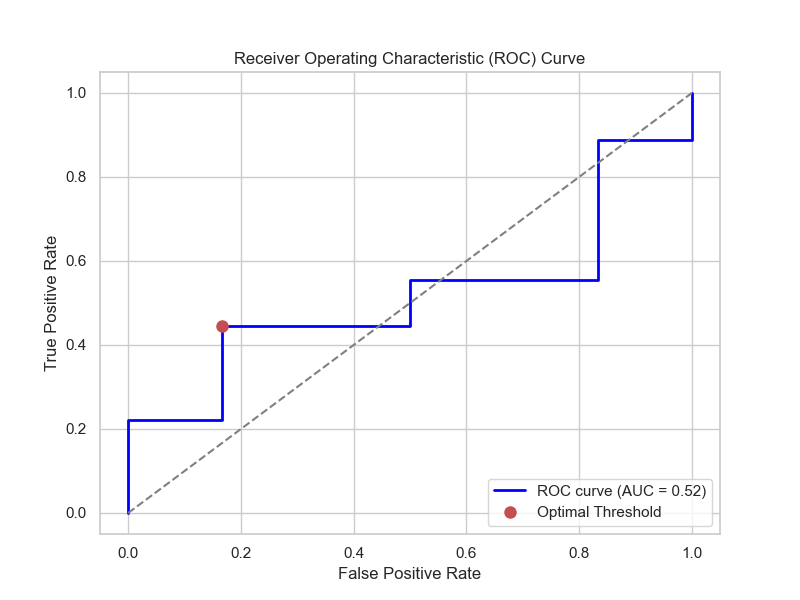 Receiver Operating Characteristic (ROC) Curve
True Positive Rate
1.0
0.8
0.6
0.4
0.2
0.0
0.0 0.2 0.4 0.6 0.8 1.0
False Positive Rate
ROC curve (AUC = 0.52)
Optimal Threshold